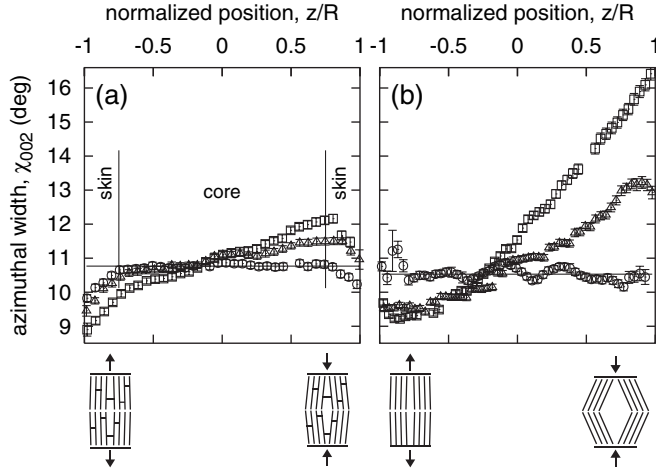 normalized position, z/R
normalized position, z/R
-1 -0.5 0 0.5 1
-1 -0.5 0 0.5 1
azimuthal width, χ002 (deg)
16
15
14
13
12
11
10
9
(a)
(b)
skin
core
skin